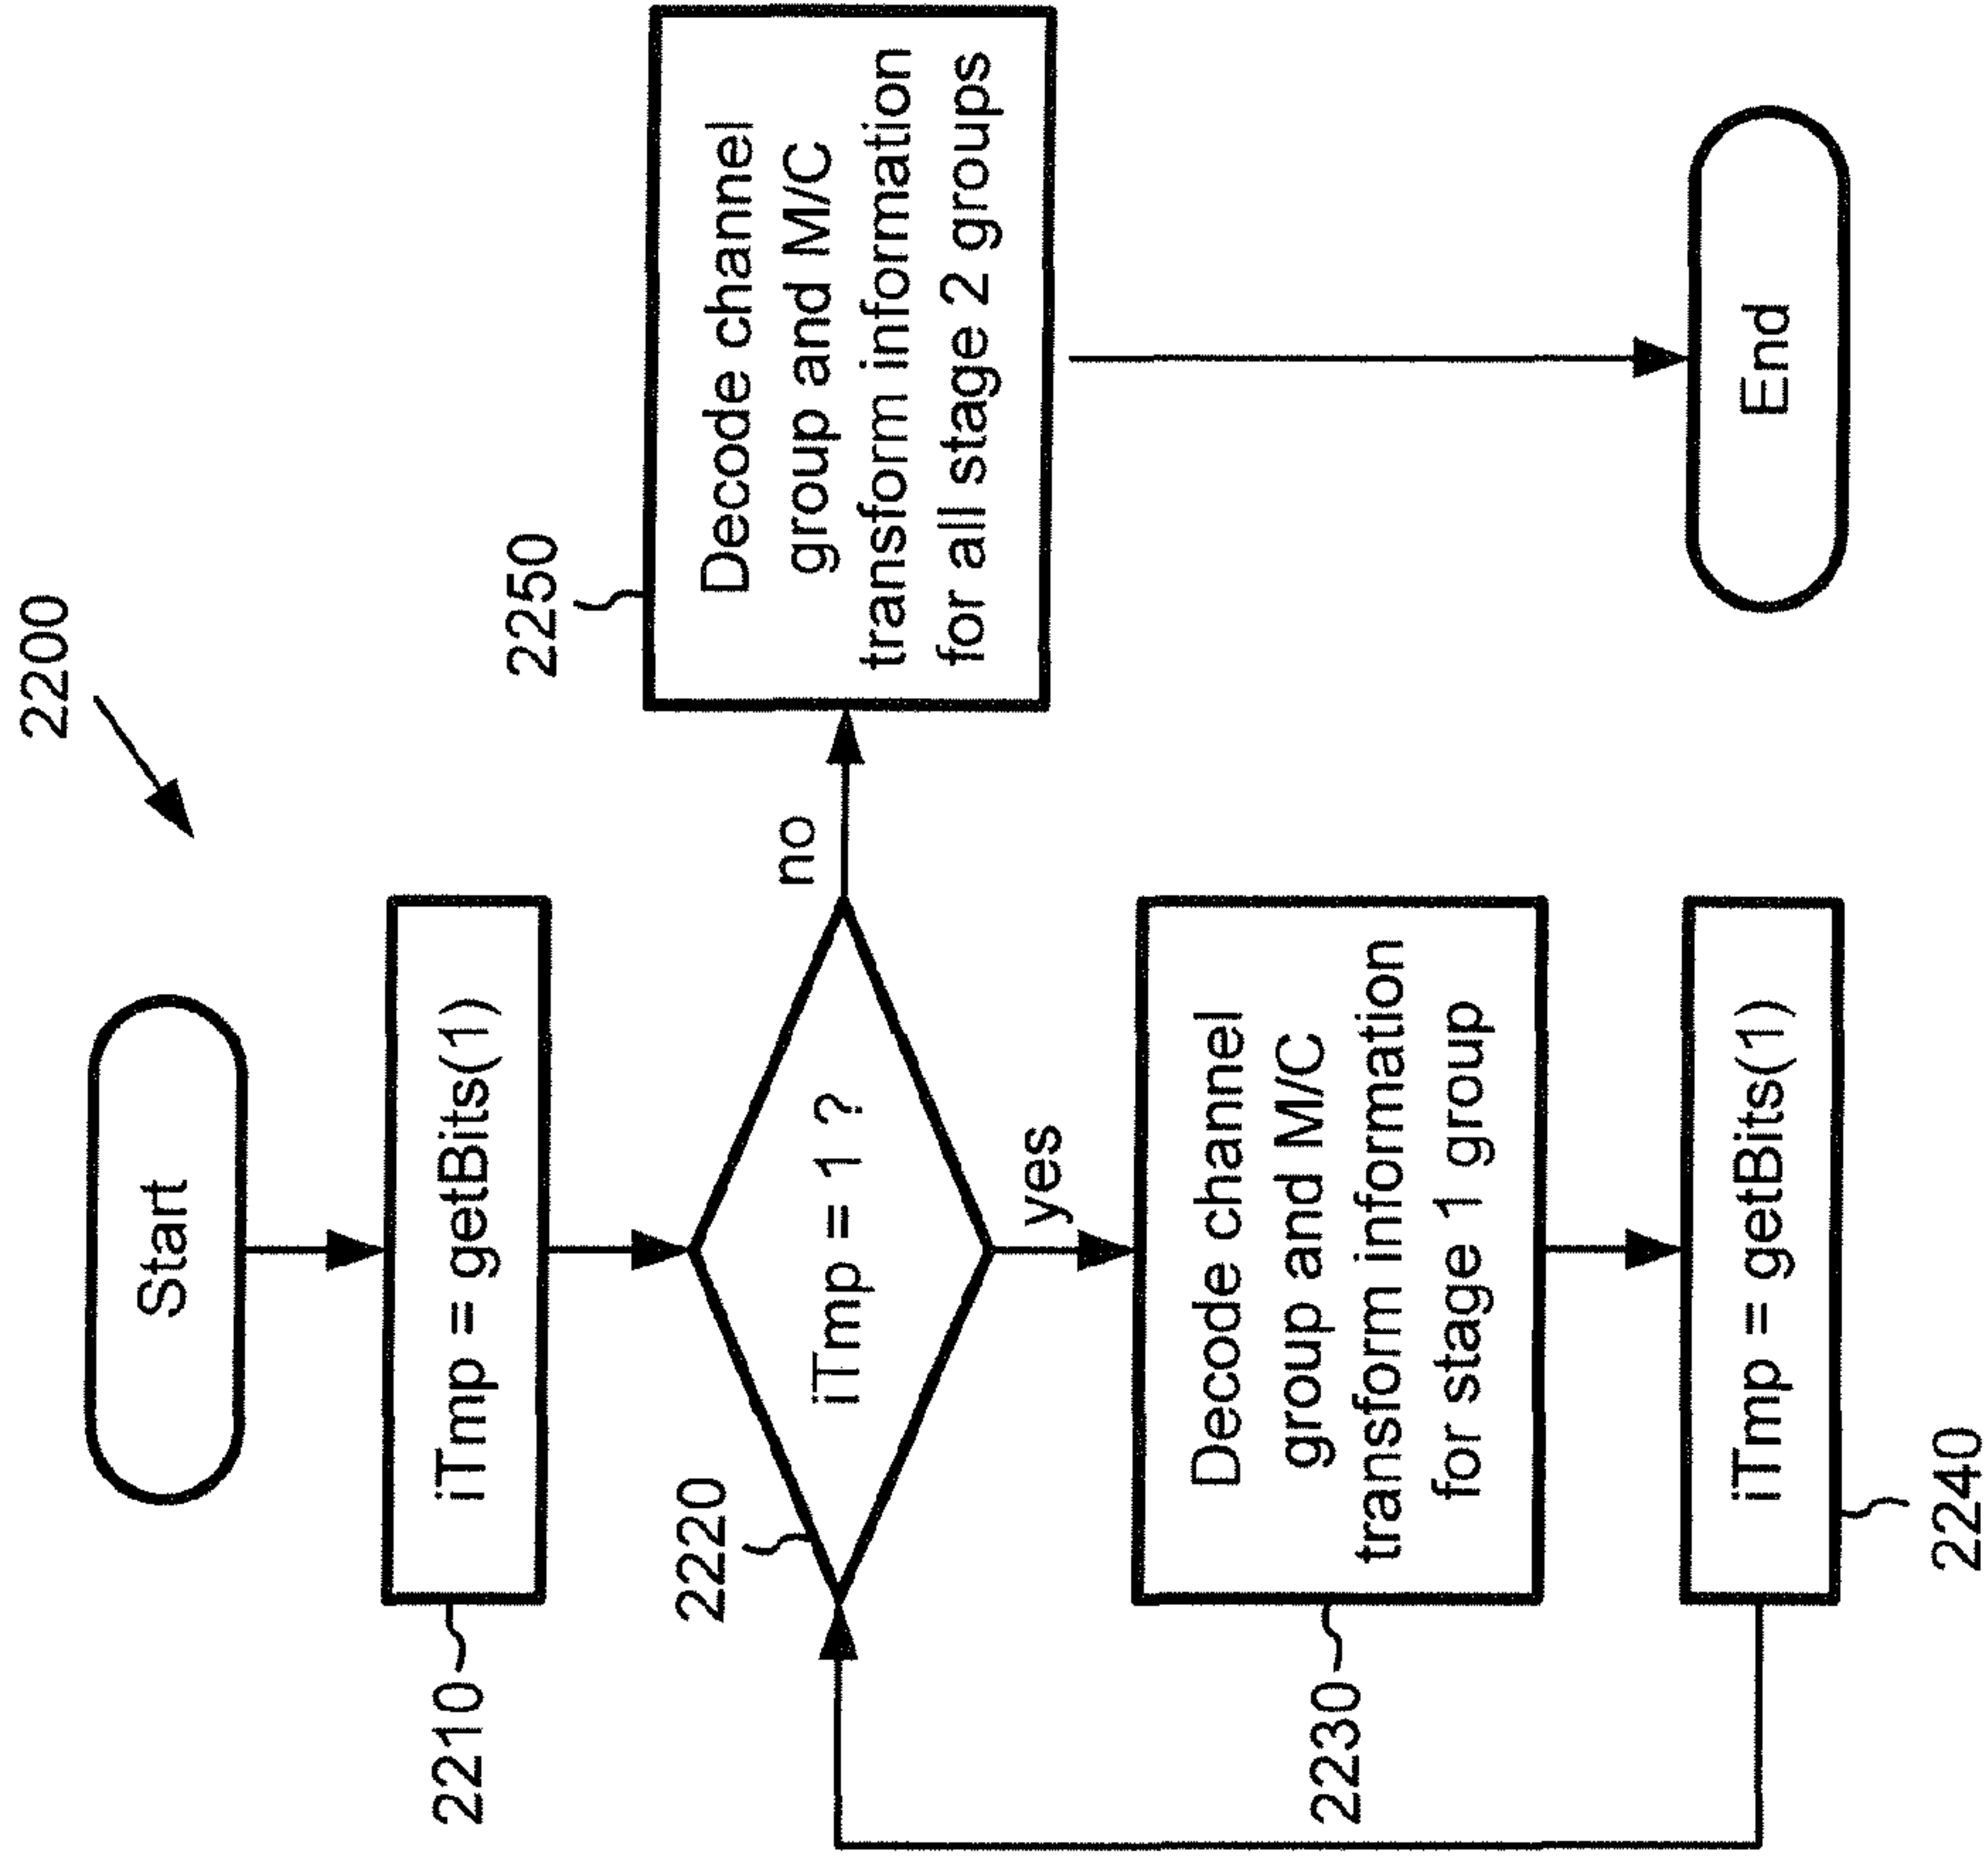 2200
Start
2210
iTmp = getBits(1)
2220
iTmp = 1 ?
no
2250
Decode channel
group and M/C
transform information
for all stage 2 groups
yes
2230
Decode channel
group and M/C
transform information
for stage 1 group
2240
iTmp = getBits(1)
End